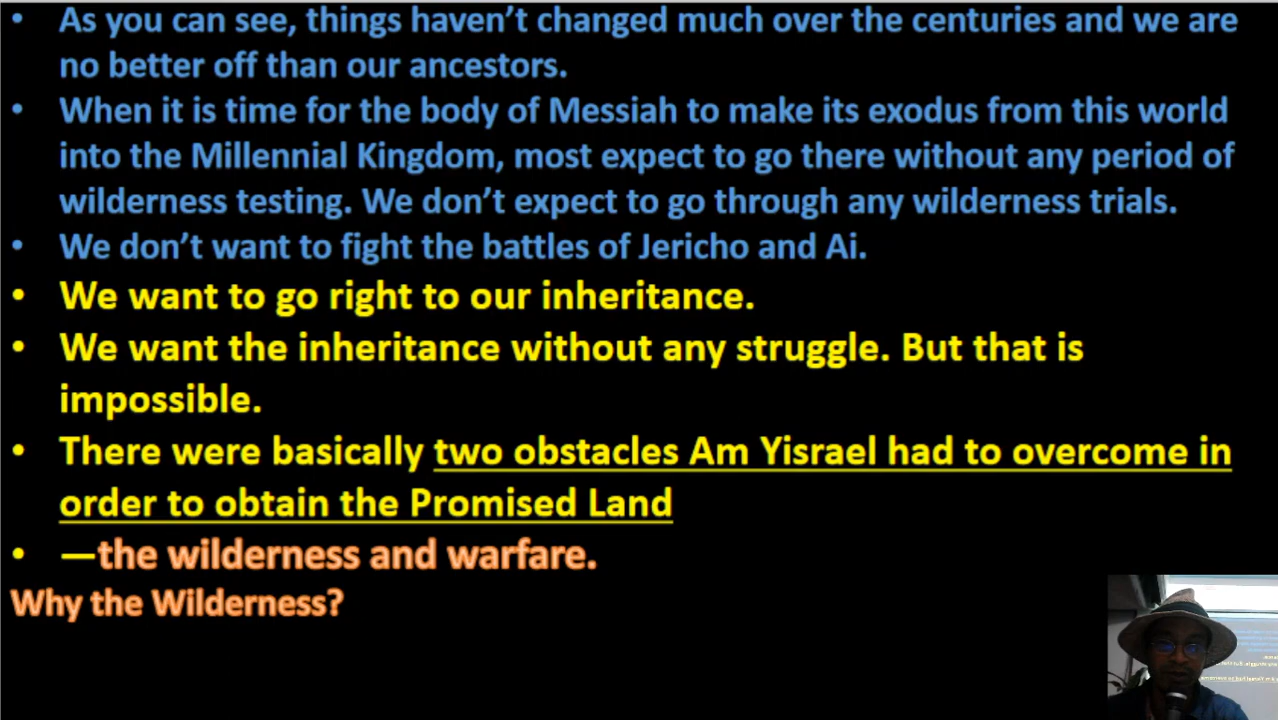 • As you can see, things haven’t changed much over the centuries and we are
no better off than our ancestors.
• When it is time for the body of Messiah to make its exodus from this world
into the Millennial Kingdom, most expect to go there without any period of
wilderness testing. We don’t expect to go through any wilderness trials.
• We don’t want to fight the battles of Jericho and Ai.
• We want to go right to our inheritance.
• We want the inheritance without any struggle. But that is
impossible.
• There were basically two obstacles Am Yisrael had to overcome in
order to obtain the Promised Land
• —the wilderness and warfare.
Why the Wilderness?